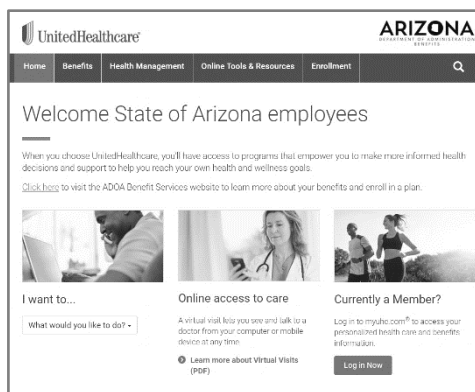 UnitedHealthcare®
ARIZONA
DEPARTMENT OF ADMINISTRATION
BENEFITS
Home Benefits Health Management Online Tools & Resources Enrollment
Welcome State of Arizona employees
When you choose UnitedHealthcare, you'll have access to programs that empower you to make more informed health
decisions and support to help you reach your own health and wellness goals.
Click here to visit the ADOA Benefit Services website to learn more about your benefits and enroll in a plan.
I want to...
What would you like to do?
Online access to care
A virtual visit lets you see and talk to a
doctor from your computer or mobile
device at any time.
Learn more about Virtual Visits
(PDF)
Currently a Member?
Log in to myuhc.com® to access your
personalized health care and benefits
information.
Log in Now